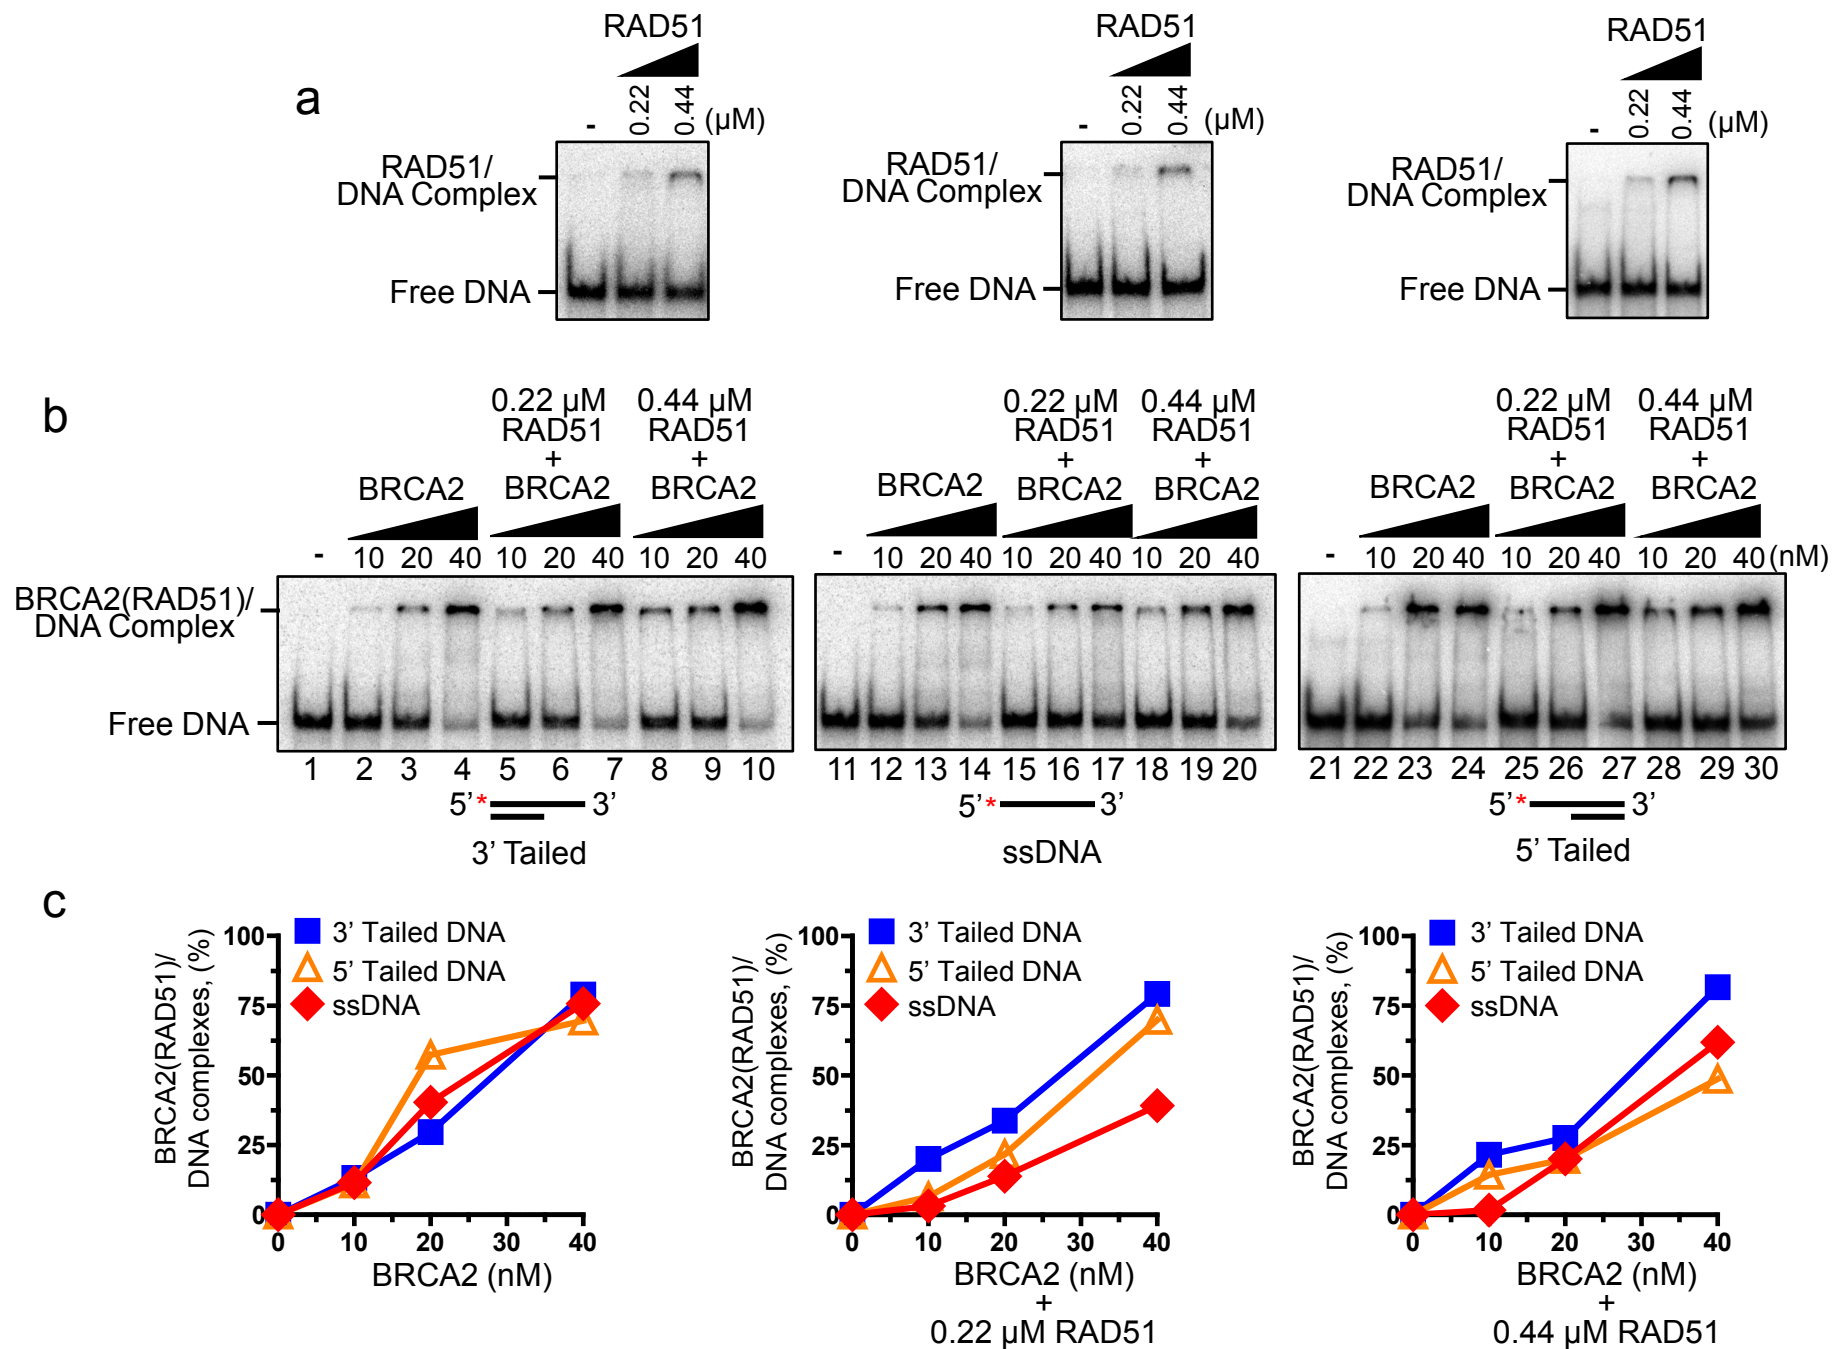 a
RAD51
- 0.22 0.44 (µM)
RAD51/
DNA Complex
Free DNA
RAD51
- 0.22 0.44 (µM)
RAD51/
DNA Complex
Free DNA
RAD51
- 0.22 0.44 (µM)
RAD51/
DNA Complex
Free DNA
b
BRCA2
0.22 µM
RAD51
+
BRCA2
0.44 µM
RAD51
+
BRCA2
- 10 20 40 10 20 40 10 20 40
BRCA2(RAD51)/
DNA Complex
Free DNA
1 2 3 4 5 6 7 8 9 10
5’* 3’
3’ Tailed
BRCA2
0.22 µM
RAD51
+
BRCA2
0.44 µM
RAD51
+
BRCA2
- 10 20 40 10 20 40 10 20 40
11 12 13 14 15 16 17 18 19 20
5’* 3’
ssDNA
BRCA2
0.22 µM
RAD51
+
BRCA2
0.44 µM
RAD51
+
BRCA2
- 10 20 40 10 20 40 10 20 40 (nM)
21 22 23 24 25 26 27 28 29 30
5’* 3’
5’ Tailed
c
BRCA2(RAD51)/
DNA complexes, (%)
100
75
50
25
0
3’ Tailed DNA
5’ Tailed DNA
ssDNA
0 10 20 30 40
BRCA2 (nM)
BRCA2(RAD51)/
DNA complexes, (%)
100
75
50
25
0
3’ Tailed DNA
5’ Tailed DNA
ssDNA
0 10 20 30 40
BRCA2 (nM)
+
0.22 µM RAD51
BRCA2(RAD51)/
DNA complexes, (%)
100
75
50
25
0
3’ Tailed DNA
5’ Tailed DNA
ssDNA
0 10 20 30 40
BRCA2 (nM)
+
0.44 µM RAD51